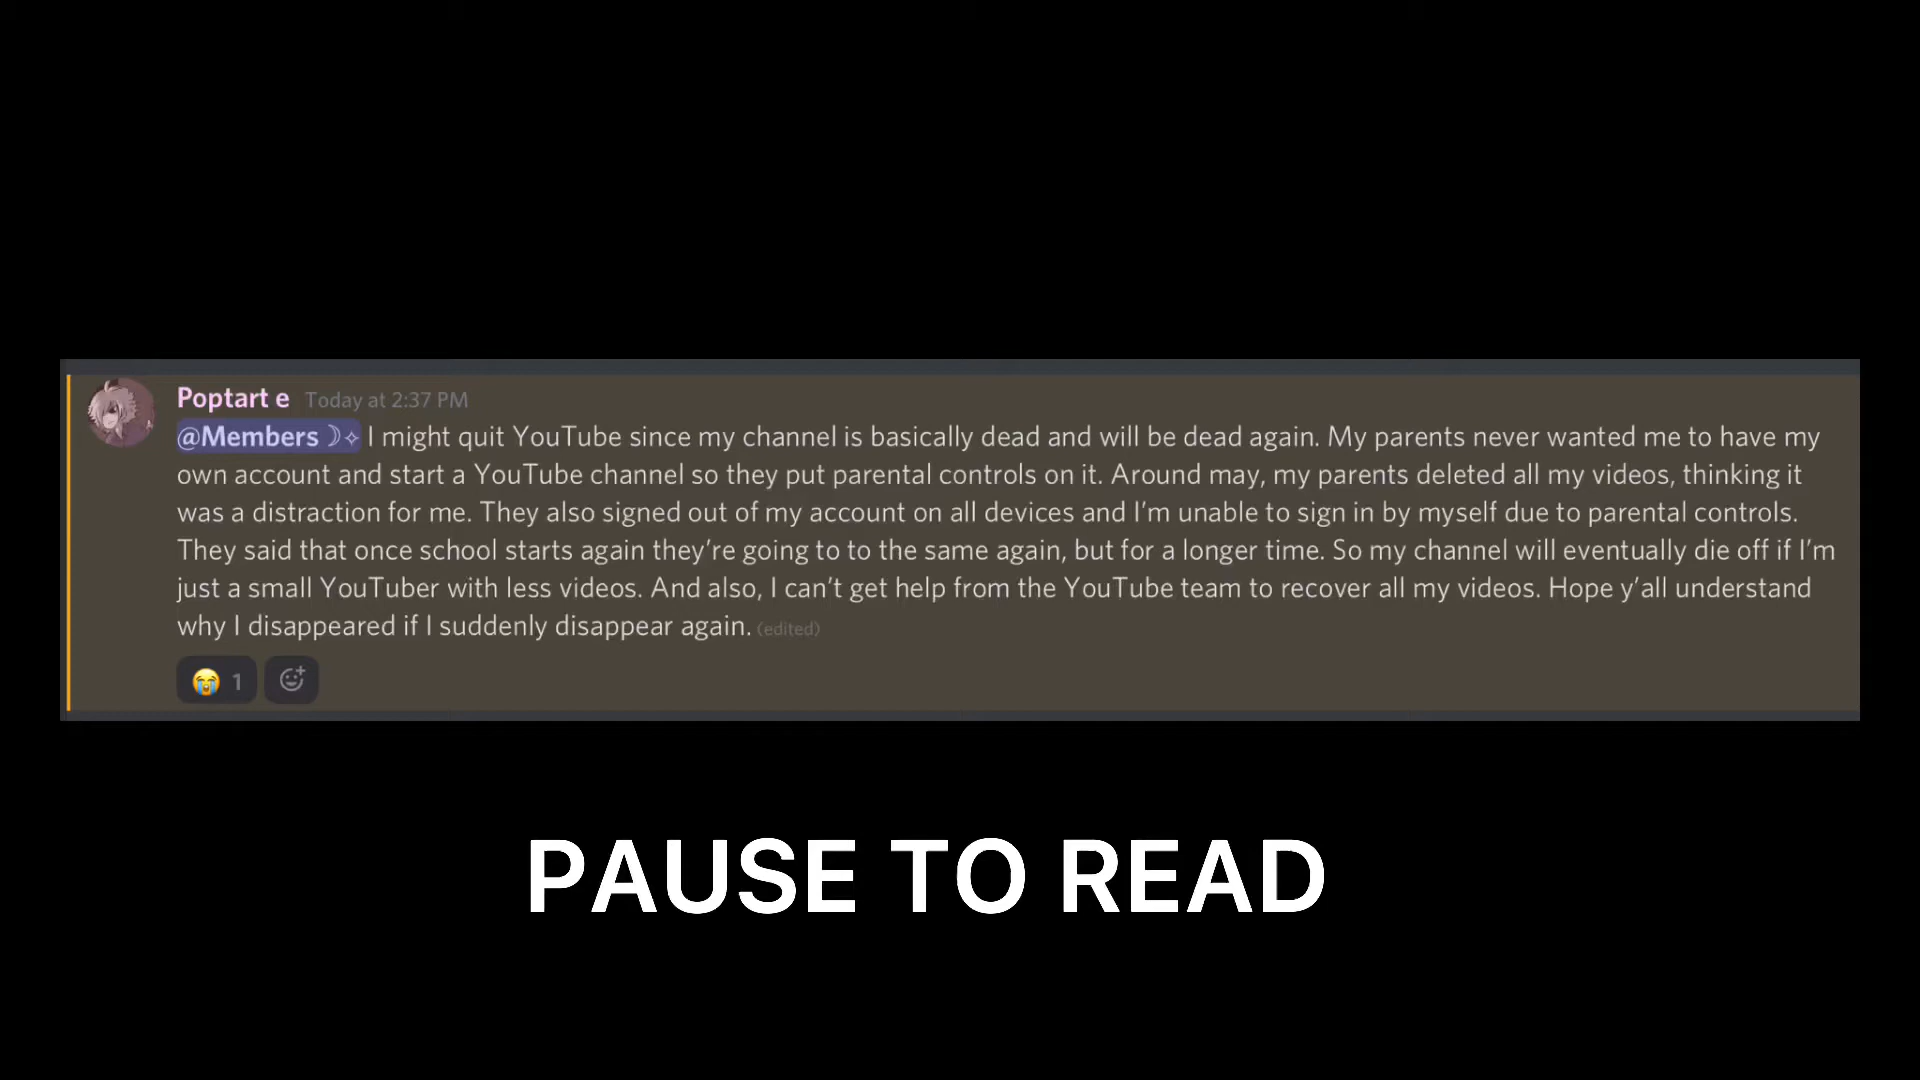 Poptart e Today at 2:37 PM
@Members☽✧ I might quit YouTube since my channel is basically dead and will be dead again. My parents never wanted me to have my
own account and start a YouTube channel so they put parental controls on it. Around may, my parents deleted all my videos, thinking it
was a distraction for me. They also signed out of my account on all devices and I’m unable to sign in by myself due to parental controls.
They said that once school starts again they’re going to to the same again, but for a longer time. So my channel will eventually die off if I’m
just a small YouTuber with less videos. And also, I can’t get help from the YouTube team to recover all my videos. Hope y’all understand
why I disappeared if I suddenly disappear again. (edited)
😭 1
PAUSE TO READ